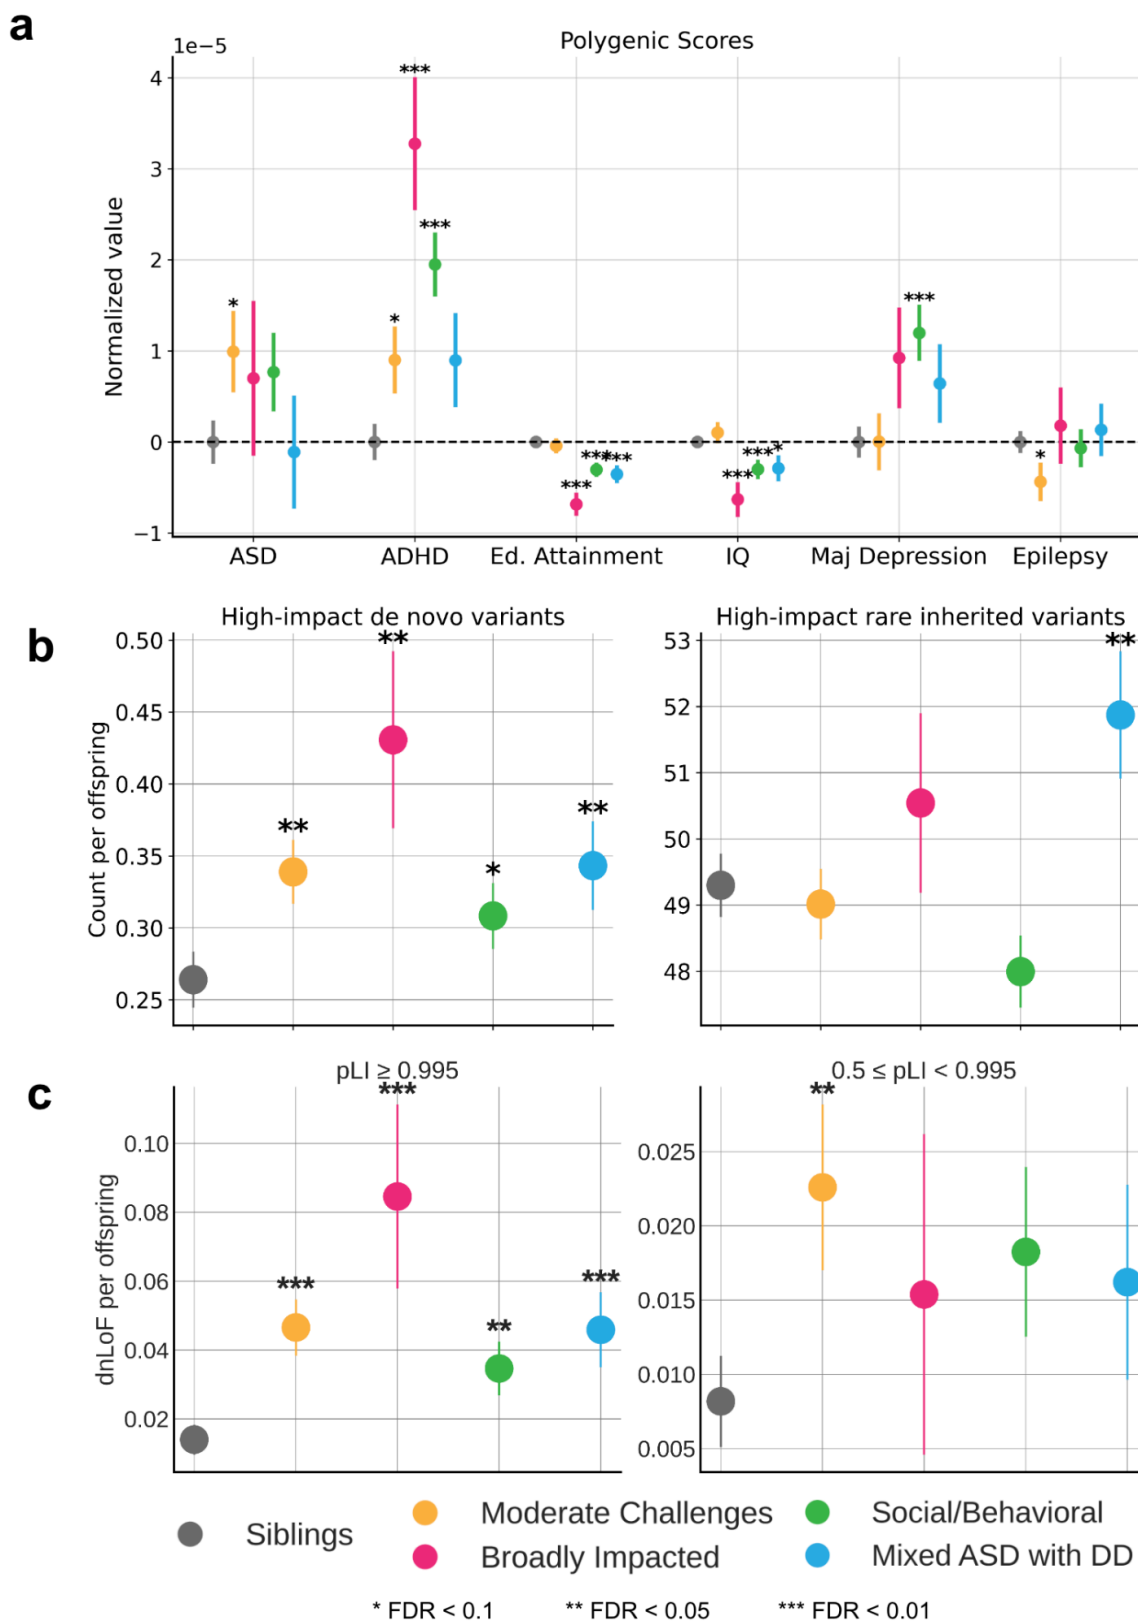 a
1e−5
Polygenic Scores
***
4
3
***
Normalized value
2
***
*
*
1
0
***
***
***
***
***
*
*
−1
ASD
ADHD
Ed. Attainment
IQ
Maj Depression
Epilepsy
b
High-impact de novo variants
High-impact rare inherited variants
Count per offspring
0.50
0.45
0.40
0.35
0.30
0.25
**
**
*
**
53
52
51
50
49
48
**
c
pLI ≥ 0.995
0.5 ≤ pLI < 0.995
dnLoF per offspring
0.10
0.08
0.06
0.04
0.02
***
***
**
***
0.025
0.020
0.015
0.010
0.005
**
Siblings
Moderate Challenges
Social/Behavioral
Broadly Impacted
Mixed ASD with DD
* FDR < 0.1
** FDR < 0.05
*** FDR < 0.01